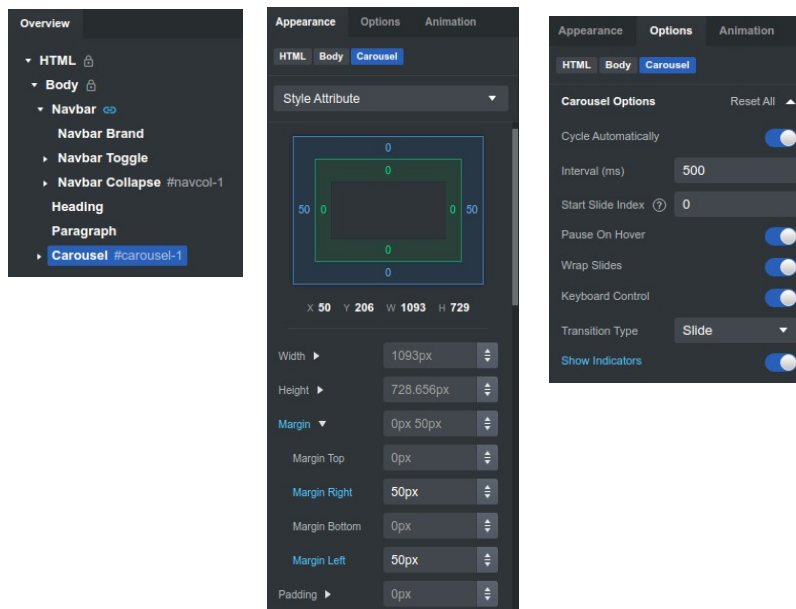 Overview
HTML
Body
Navbar
Navbar Brand
Navbar Toggle
Navbar Collapse #navcol-1
Heading
Paragraph
Carousel #carousel-1
Appearance Options Animation
HTML Body Carousel
Style Attribute
0
0
50 0 0 50
0
0
X 50 Y 206 W 1093 H 729
Width 1093px
Height 728.656px
Margin 0px 50px
Margin Top 0px
Margin Right 50px
Margin Bottom 0px
Margin Left 50px
Padding 0px
Appearance Options Animation
HTML Body Carousel
Carousel Options Reset All
Cycle Automatically
Interval (ms) 500
Start Slide Index ? 0
Pause On Hover
Wrap Slides
Keyboard Control
Transition Type Slide
Show Indicators